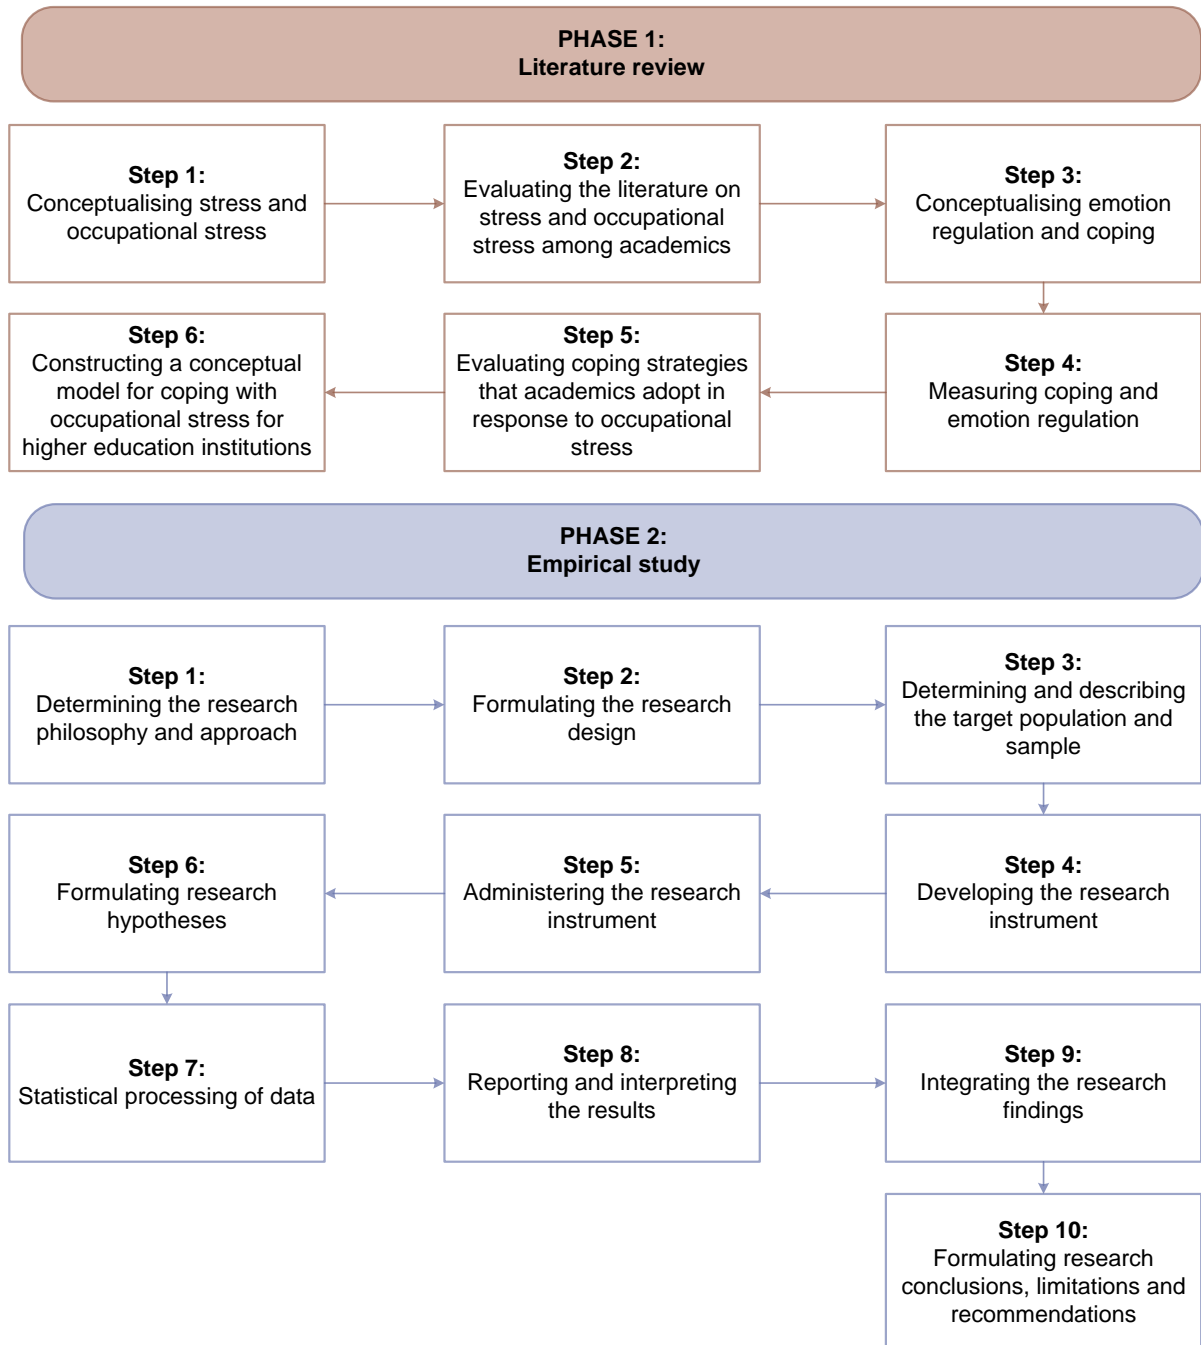 PHASE 1:
Literature review
Step 1:
Conceptualising stress and
occupational stress
Step 2:
Evaluating the literature on
stress and occupational
stress among academics
Step 3:
Conceptualising emotion
regulation and coping
Step 4:
Measuring coping and
emotion regulation
Step 5:
Evaluating coping strategies
that academics adopt in
response to occupational
stress
Step 6:
Constructing a conceptual
model for coping with
occupational stress for
higher education institutions
PHASE 2:
Empirical study
Step 1:
Determining the research
philosophy and approach
Step 2:
Formulating the research
design
Step 3:
Determining and describing
the target population and
sample
Step 4:
Developing the research
instrument
Step 5:
Administering the research
instrument
Step 6:
Formulating research
hypotheses
Step 7:
Statistical processing of data
Step 8:
Reporting and interpreting
the results
Step 9:
Integrating the research
findings
Step 10:
Formulating research
conclusions, limitations and
recommendations